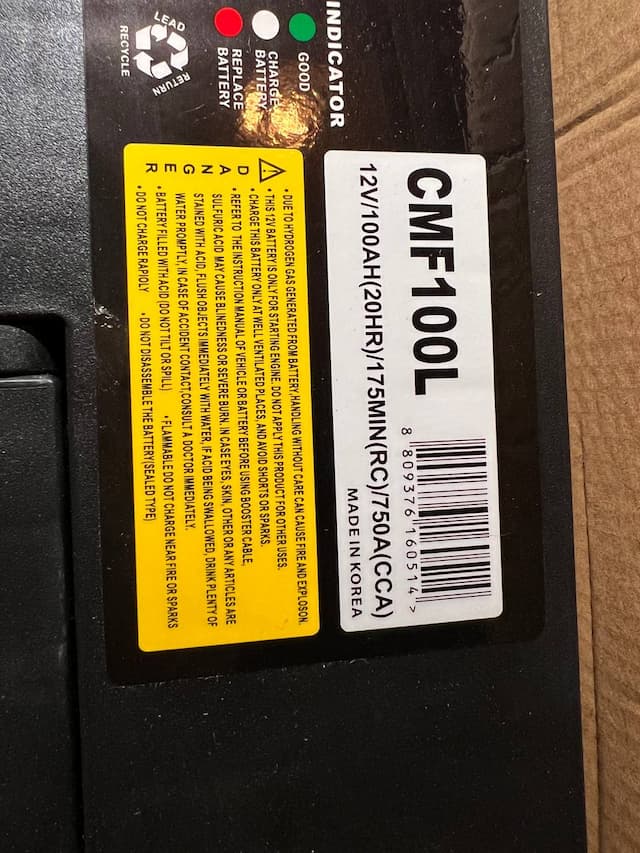 LEAD
RETURN
RECYCLE
INDICATOR
GOOD
CHARGE
BATTERY
REPLACE
BATTERY
CMF100L
8 809376 160514 >
12V/100AH(20HR)/175MIN(RC)/750A(CCA)
MADE IN KOREA
DANGER
•DUE TO HYDROGEN GAS GENERATED FROM BATTERY, HANDLING WITHOUT CARE CAN CAUSE FIRE AND EXPLOSON.
•THIS 12V BATTERY IS ONLY FOR STARTING ENGINE. DO NOT APPLY THIS PRODUCT FOR OTHER USES.
•CHARGE THIS BATTERY ONLY AT WELL VENTILATED PLACES, AND AVOID SHORTS OR SPARKS.
•REFER TO THE INSTRUCTION MANUAL OF VEHICLE OR BATTERY BEFORE USING BOOSTER CABLE,
SULFURIC ACID MAY CAUSE BLINEDNESS OR SEVERE BURN. IN CASE EYES, SKIN, OTHER OR ANY ARTICLES ARE
STAINED WITH ACID, FLUSH OBJECTS IMMEDIATELY WITH WATER, IF ACID BEING SWALLOWED, DRINK PLENTY OF
WATER PROMPTLY, IN CASE OF ACCIDENT CONTACT, CONSULT A DOCTOR IMMEDIATELY.
•BATTERY FILLED WITH ACID (DO NOT TILT OR SPILL) •FLAMMABLE DO NOT CHARGE NEAR FIRE OR SPARKS
•DO NOT CHARGE RAPIOLY •DO NOT DISASSEMBLE THE BATTERY(SEALED TYPE)